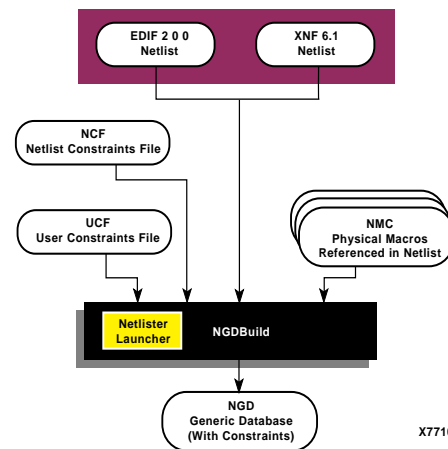 EDIF 2 0 0
Netlist
XNF 6.1
Netlist
NCF
Netlist Constraints File
UCF
User Constraints File
NMC
Physical Macros
Referenced in Netlist
Netlister
Launcher
NGDBuild
NGD
Generic Database
(With Constraints)